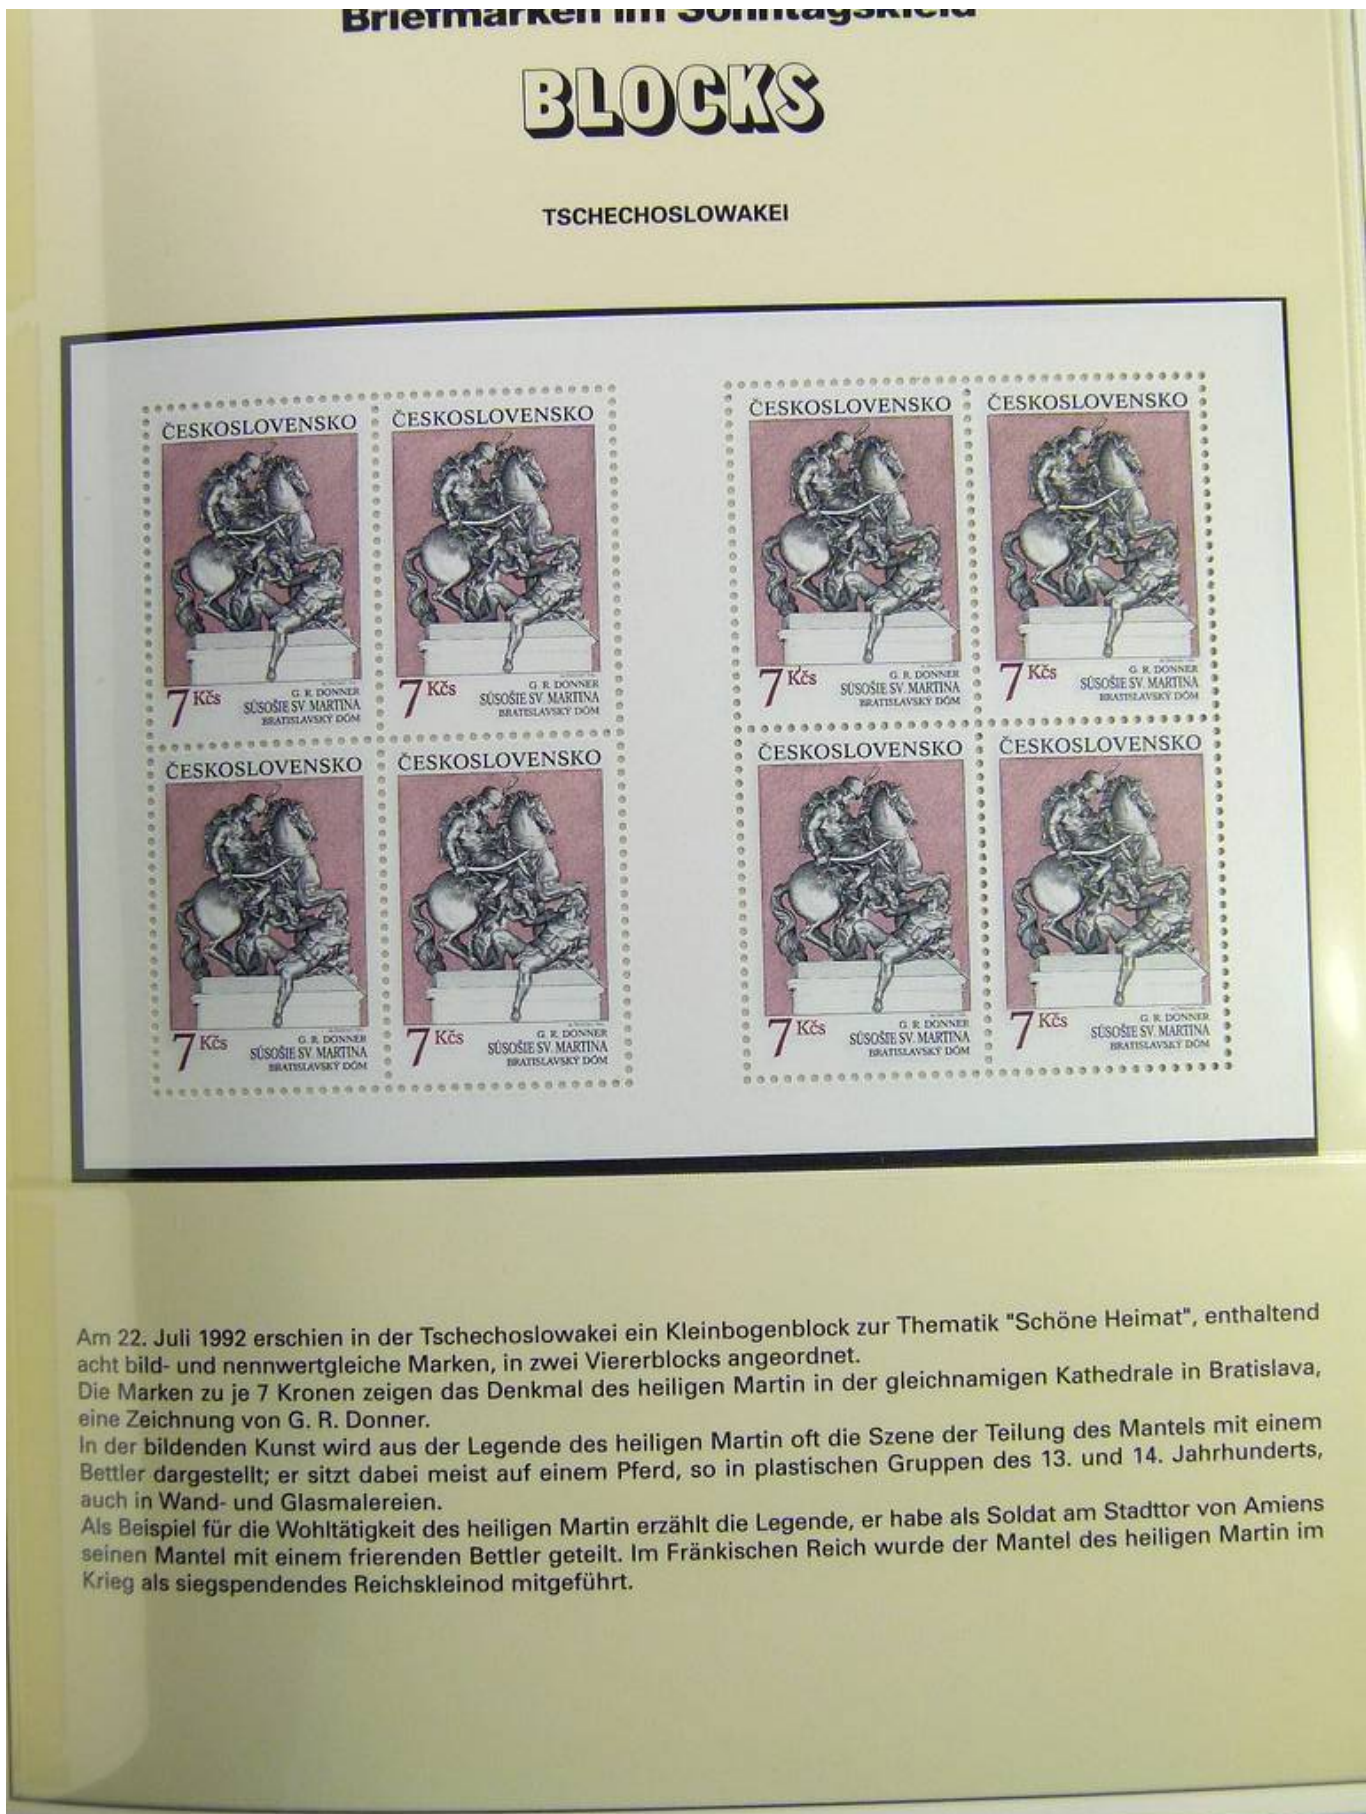 Briefmarken im Sonntagskleid
BLOCKS
TSCHECHOSLOWAKEI
ČESKOSLOVENSKO
7 Kčs
G. R. DONNER
SÚSOŠIE SV. MARTINA
BRATISLAVSKÝ DÓM
ČESKOSLOVENSKO
7 Kčs
G. R. DONNER
SÚSOŠIE SV. MARTINA
BRATISLAVSKÝ DÓM
ČESKOSLOVENSKO
7 Kčs
G. R. DONNER
SÚSOŠIE SV. MARTINA
BRATISLAVSKÝ DÓM
ČESKOSLOVENSKO
7 Kčs
G. R. DONNER
SÚSOŠIE SV. MARTINA
BRATISLAVSKÝ DÓM
ČESKOSLOVENSKO
7 Kčs
G. R. DONNER
SÚSOŠIE SV. MARTINA
BRATISLAVSKÝ DÓM
ČESKOSLOVENSKO
7 Kčs
G. R. DONNER
SÚSOŠIE SV. MARTINA
BRATISLAVSKÝ DÓM
ČESKOSLOVENSKO
7 Kčs
G. R. DONNER
SÚSOŠIE SV. MARTINA
BRATISLAVSKÝ DÓM
ČESKOSLOVENSKO
7 Kčs
G. R. DONNER
SÚSOŠIE SV. MARTINA
BRATISLAVSKÝ DÓM
Am 22. Juli 1992 erschien in der Tschechoslowakei ein Kleinbogenblock zur Thematik "Schöne Heimat", enthaltend
acht bild- und nennwertgleiche Marken, in zwei Viererblocks angeordnet.
Die Marken zu je 7 Kronen zeigen das Denkmal des heiligen Martin in der gleichnamigen Kathedrale in Bratislava,
eine Zeichnung von G. R. Donner.
In der bildenden Kunst wird aus der Legende des heiligen Martin oft die Szene der Teilung des Mantels mit einem
Bettler dargestellt; er sitzt dabei meist auf einem Pferd, so in plastischen Gruppen des 13. und 14. Jahrhunderts,
auch in Wand- und Glasmalereien.
Als Beispiel für die Wohltätigkeit des heiligen Martin erzählt die Legende, er habe als Soldat am Stadttor von Amiens
seinen Mantel mit einem frierenden Bettler geteilt. Im Fränkischen Reich wurde der Mantel des heiligen Martin im
Krieg als siegspendendes Reichskleinod mitgeführt.